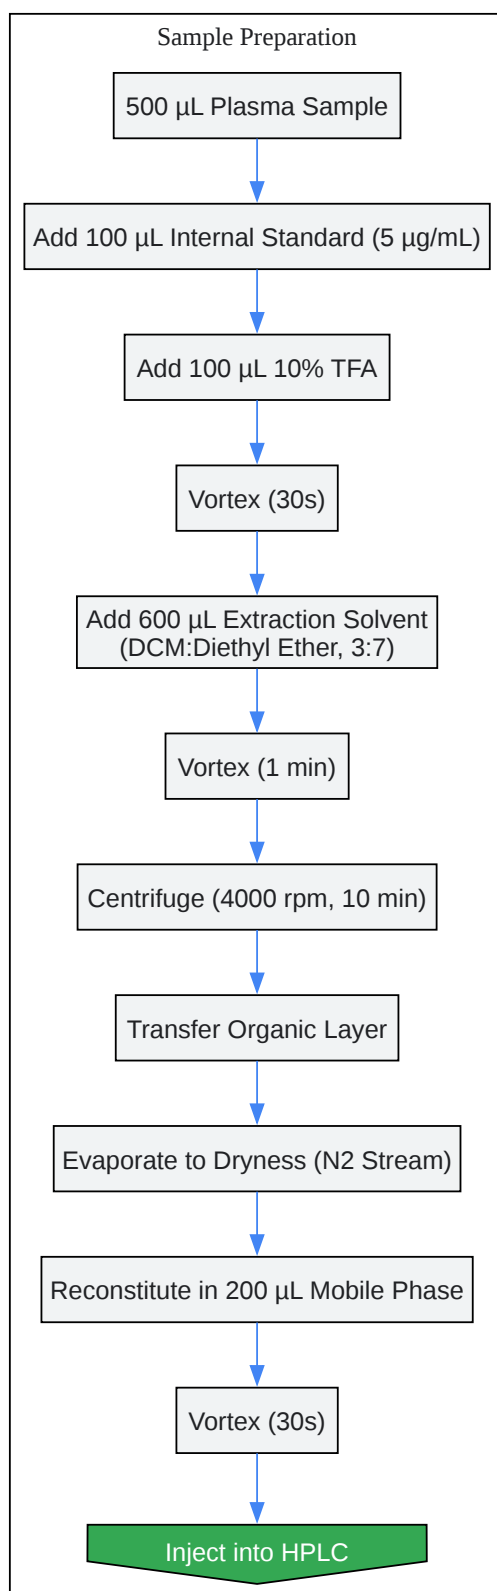 Sample Preparation
500 µL Plasma Sample
Add 100 µL Internal Standard (5 µg/mL)
Add 100 µL 10% TFA
Vortex (30s)
Add 600 µL Extraction Solvent
(DCM:Diethyl Ether, 3:7)
Vortex (1 min)
Centrifuge (4000 rpm, 10 min)
Transfer Organic Layer
Evaporate to Dryness (N2 Stream)
Reconstitute in 200 µL Mobile Phase
Vortex (30s)
Inject into HPLC